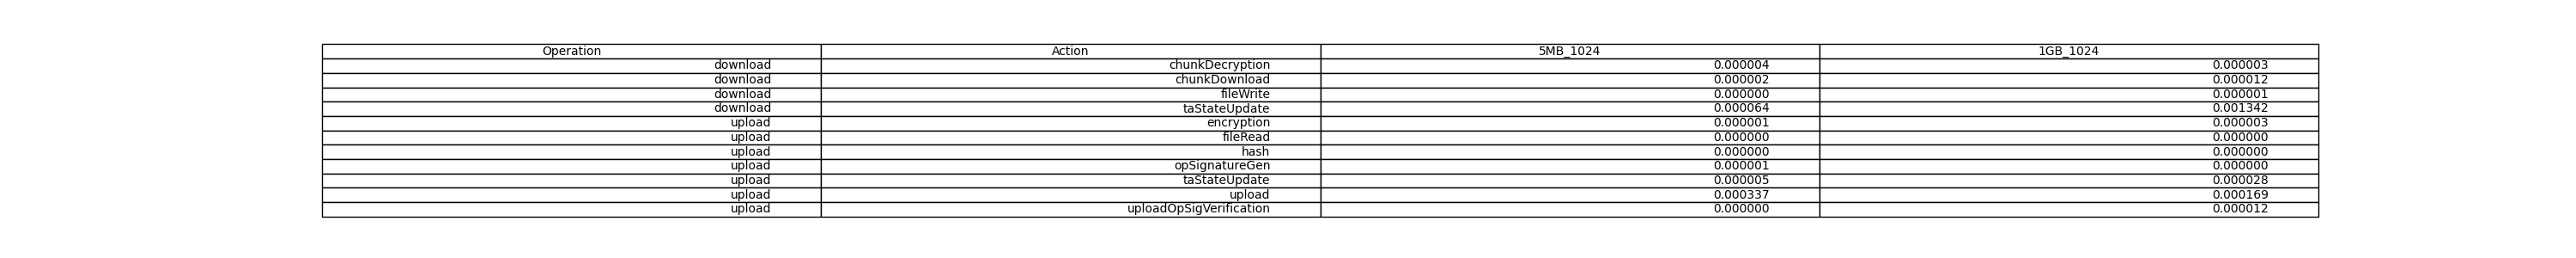 Operation Action 5MB_1024 1GB_1024
download chunkDecryption 0.000004 0.000003
download chunkDownload 0.000002 0.000012
download fileWrite 0.000000 0.000001
download taStateUpdate 0.000064 0.001342
upload encryption 0.000001 0.000003
upload fileRead 0.000000 0.000000
upload hash 0.000000 0.000000
upload opSignatureGen 0.000001 0.000000
upload taStateUpdate 0.000005 0.000028
upload upload 0.000337 0.000169
upload uploadOpSigVerification 0.000000 0.000012